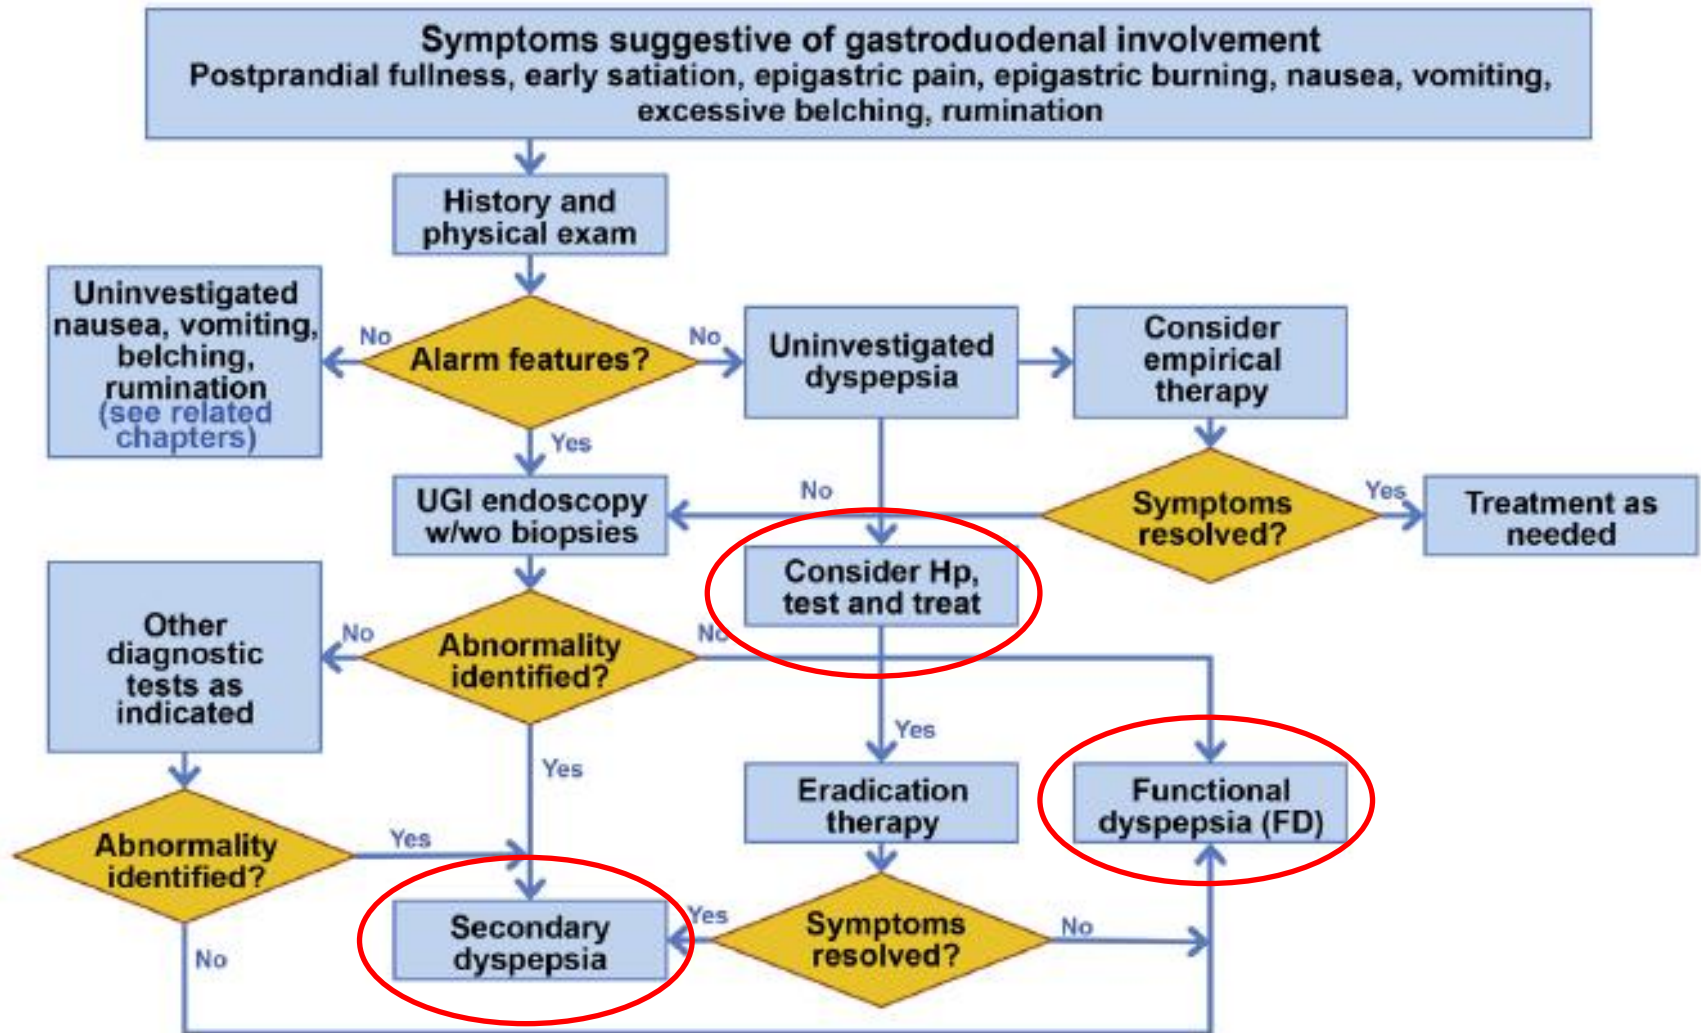 Symptoms suggestive of gastroduodenal involvement
Postprandial fullness, early satiation, epigastric pain, epigastric burning, nausea, vomiting,
excessive belching, rumination
History and
physical exam
Uninvestigated
nausea, vomiting,
belching,
rumination
(see related
chapters)
No
Alarm features?
No
Uninvestigated
dyspepsia
Consider
empirical
therapy
Yes
UGI endoscopy
w/wo biopsies
No
Symptoms
resolved?
Yes
Treatment as
needed
Consider Hp,
test and treat
Other
diagnostic
tests as
indicated
No
Abnormality
identified?
No
Yes
Yes
Eradication
therapy
Functional
dyspepsia (FD)
Abnormality
identified?
Yes
No
Secondary
dyspepsia
Yes
Symptoms
resolved?
No